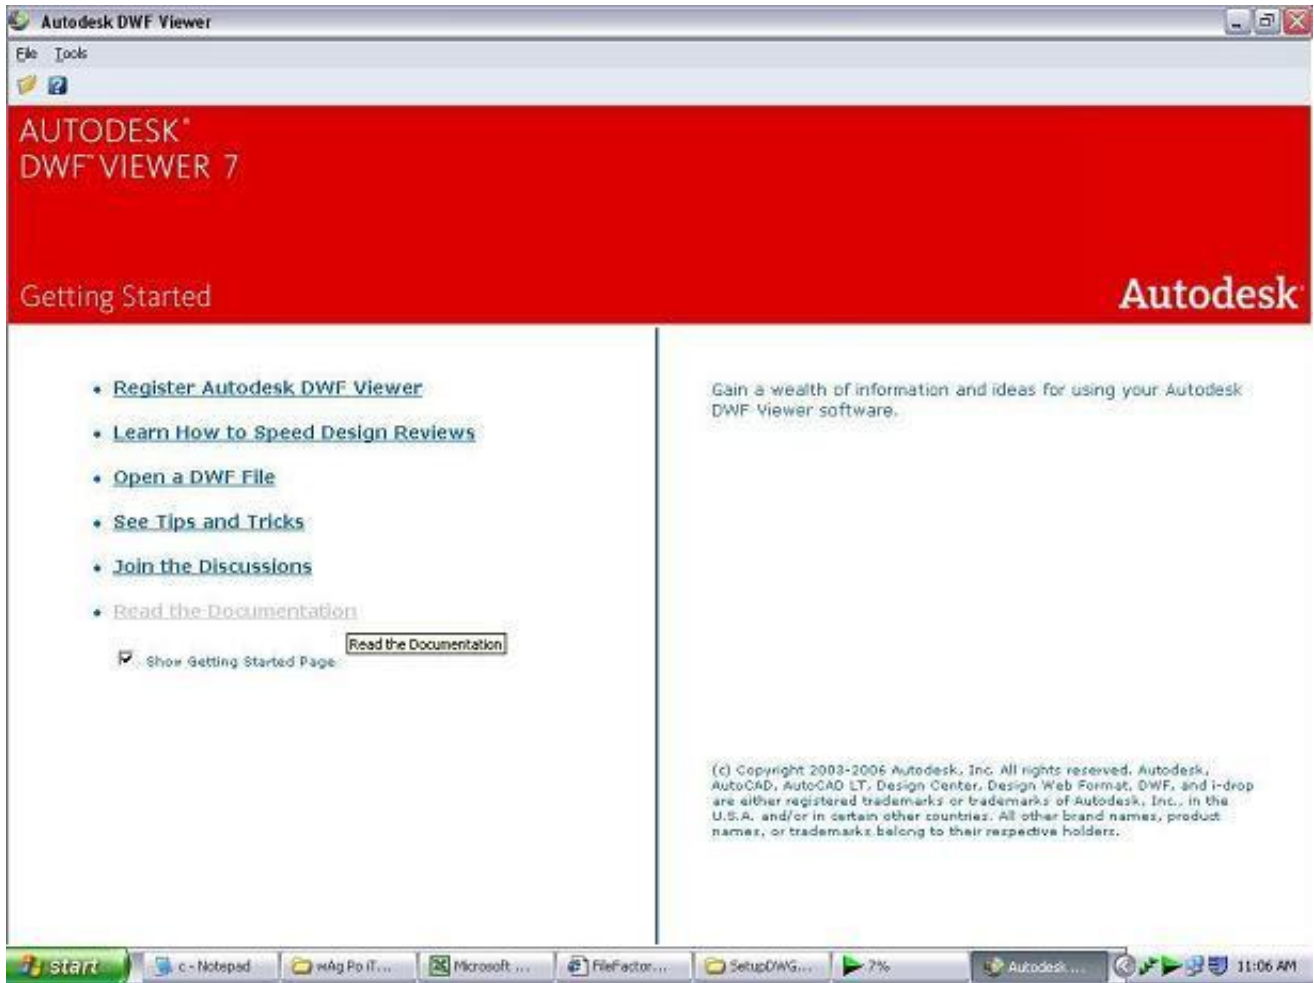 Autodesk DWF Viewer
File Tools
AUTODESK®
DWF™ VIEWER 7
Getting Started
Autodesk®
• Register Autodesk DWF Viewer
• Learn How to Speed Design Reviews
• Open a DWF File
• See Tips and Tricks
• Join the Discussions
• Read the Documentation
Read the Documentation
Show Getting Started Page
Gain a wealth of information and ideas for using your Autodesk
DWF Viewer software.
(c) Copyright 2003-2006 Autodesk, Inc. All rights reserved. Autodesk,
AutoCAD, AutoCAD LT, Design Center, Design Web Format, DWF, and i-drop
are either registered trademarks or trademarks of Autodesk, Inc., in the
U.S.A. and/or in certain other countries. All other brand names, product
names, or trademarks belong to their respective holders.
start c - Notepad Microsoft ... FileFactor... SetupDWG... 7% Autodesk ... 11:06 AM